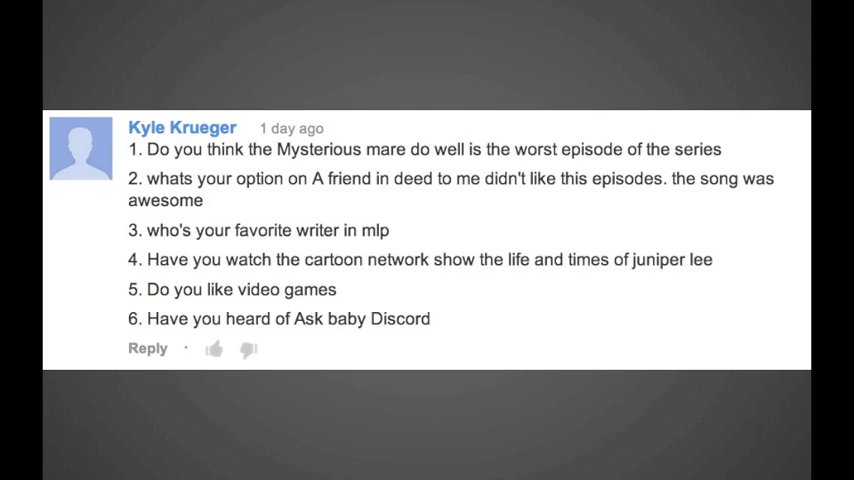 Kyle Krueger 1 day ago
1. Do you think the Mysterious mare do well is the worst episode of the series
2. whats your option on A friend in deed to me didn't like this episodes. the song was
awesome
3. who's your favorite writer in mlp
4. Have you watch the cartoon network show the life and times of juniper lee
5. Do you like video games
6. Have you heard of Ask baby Discord
Reply ·